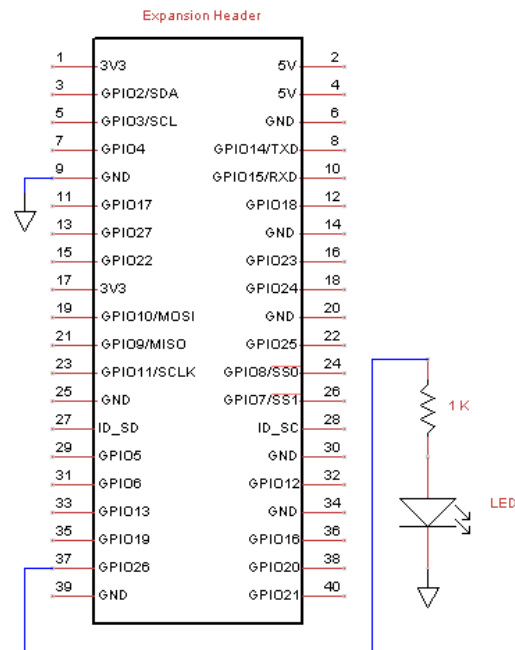 Expansion Header
1 3V3 5V 2
3 GPIO2/SDA 5V 4
5 GPIO3/SCL GND 6
7 GPIO4 GPIO14/TXD 8
9 GND GPIO15/RXD 10
11 GPIO17 GPIO18 12
13 GPIO27 GND 14
15 GPIO22 GPIO23 16
17 3V3 GPIO24 18
19 GPIO10/MOSI GND 20
21 GPIO9/MISO GPIO25 22
23 GPIO11/SCLK GPIO8/SS0 24
25 GND GPIO7/SS1 26
27 ID_SD ID_SC 28
29 GPIO5 GND 30
31 GPIO6 GPIO12 32
33 GPIO13 GND 34
35 GPIO19 GPIO16 36
37 GPIO26 GPIO20 38
39 GND GPIO21 40
1K
LED